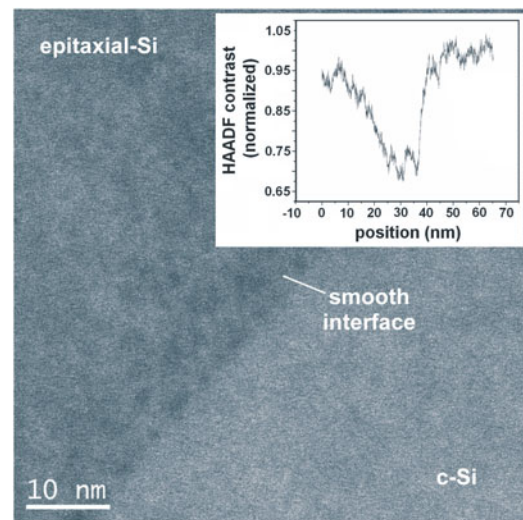 epitaxial-Si
HAADF contrast
(normalized)
1.05
0.95
0.85
0.75
0.65
-10 0 10 20 30 40 50 60 70
position (nm)
smooth
interface
c-Si
10 nm